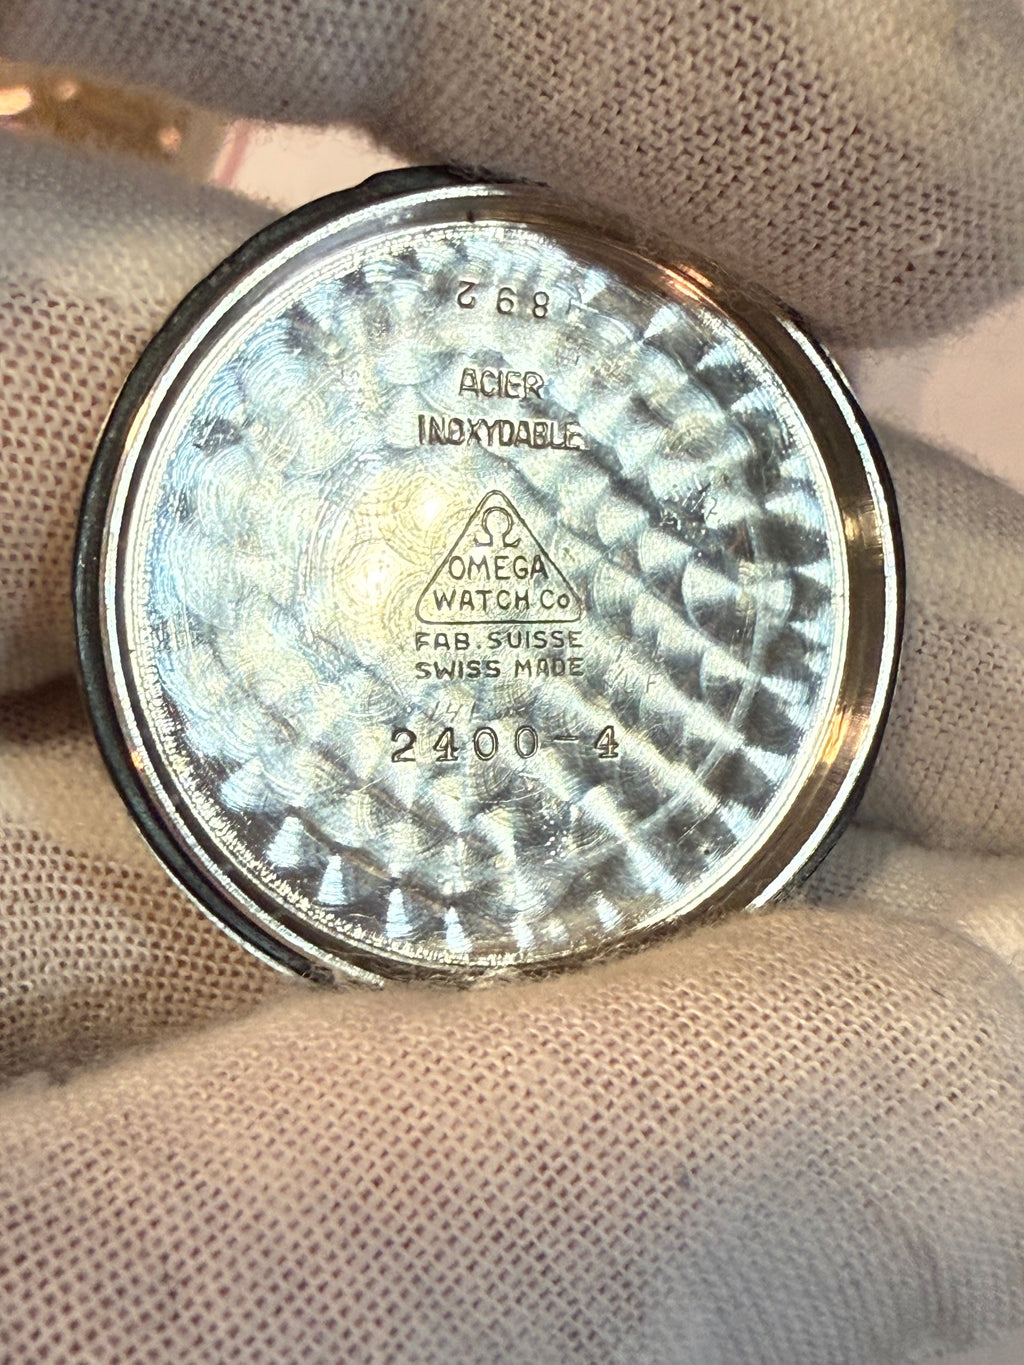 892
ACIER
INOXYDABLE
Ω
OMEGA
WATCH Co
FAB. SUISSE
SWISS MADE
2400-4